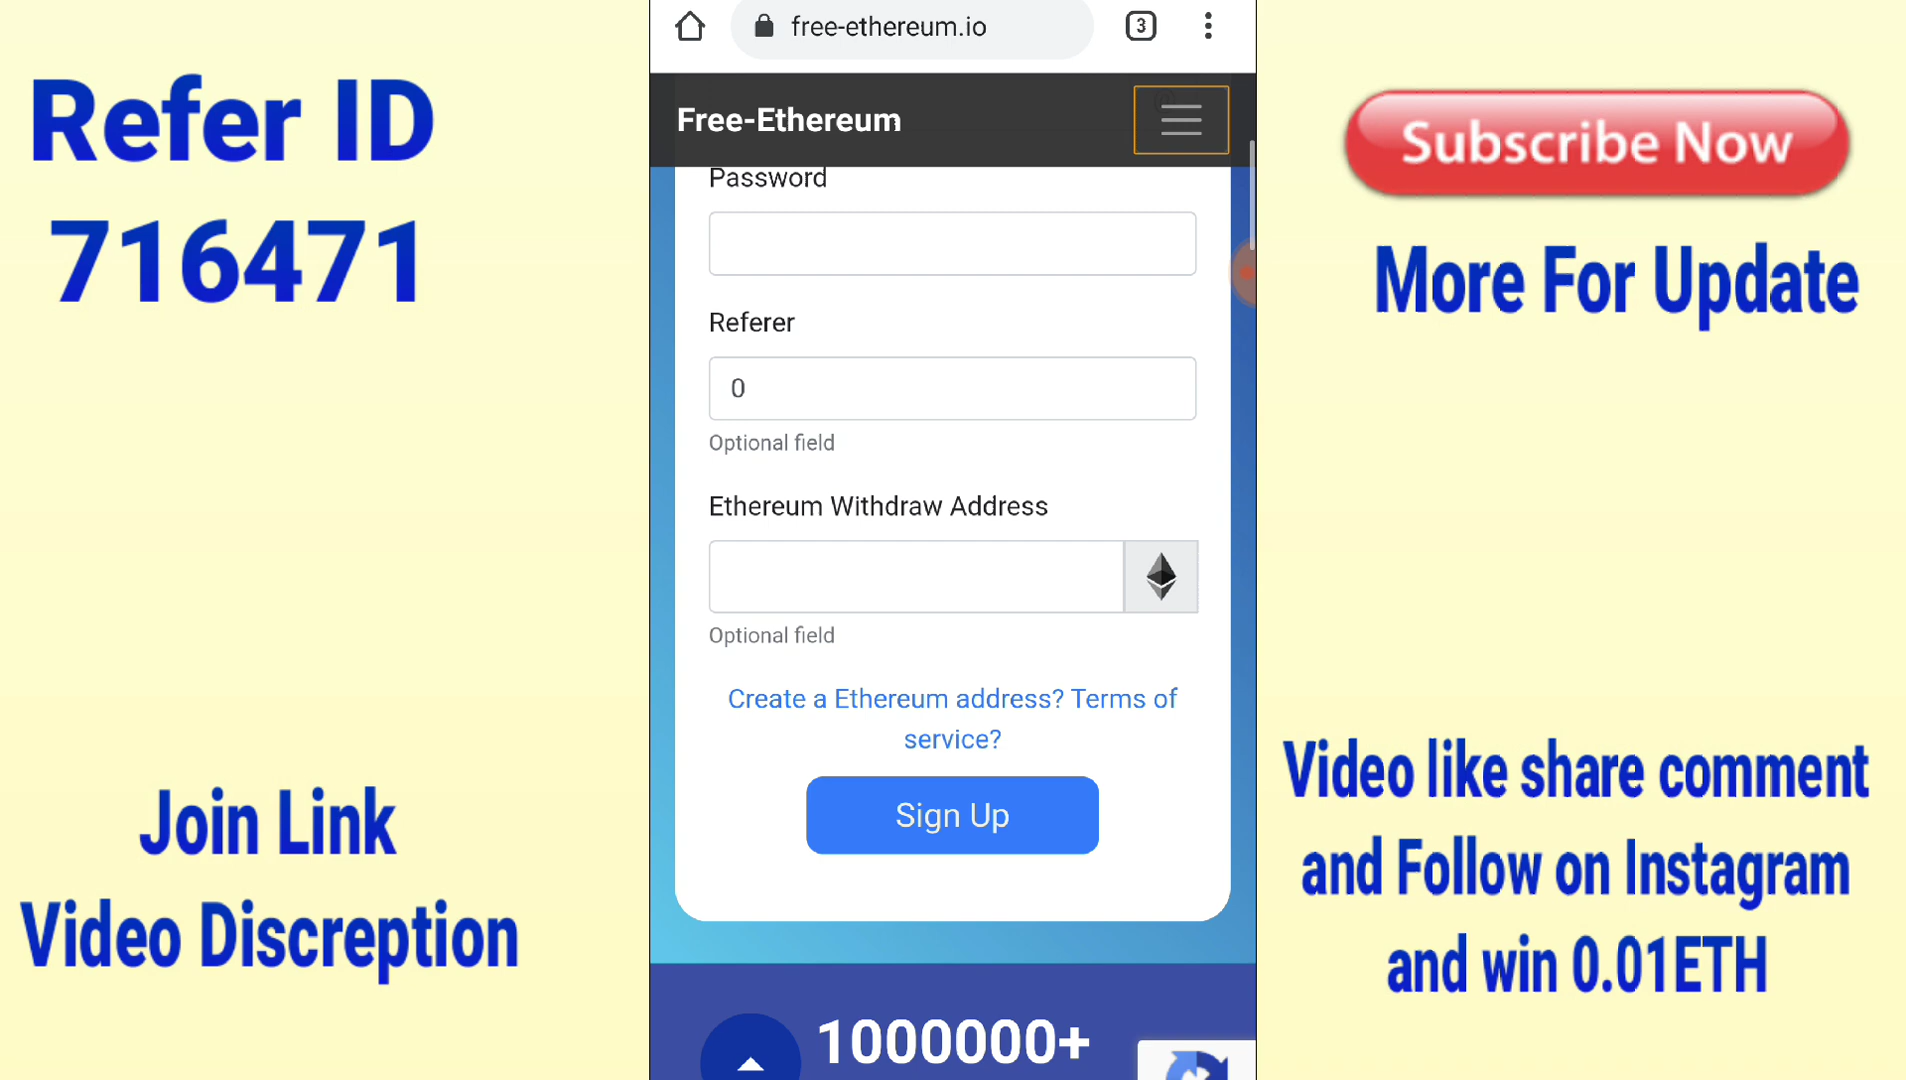 Refer ID
716471
Join Link
Video Discreption
free-ethereum.io
3
Free-Ethereum
Password
Referer
0
Optional field
Ethereum Withdraw Address
Optional field
Create a Ethereum address? Terms of
service?
Sign Up
1000000+
Subscribe Now
More For Update
Video like share comment
and Follow on Instagram
and win 0.01ETH